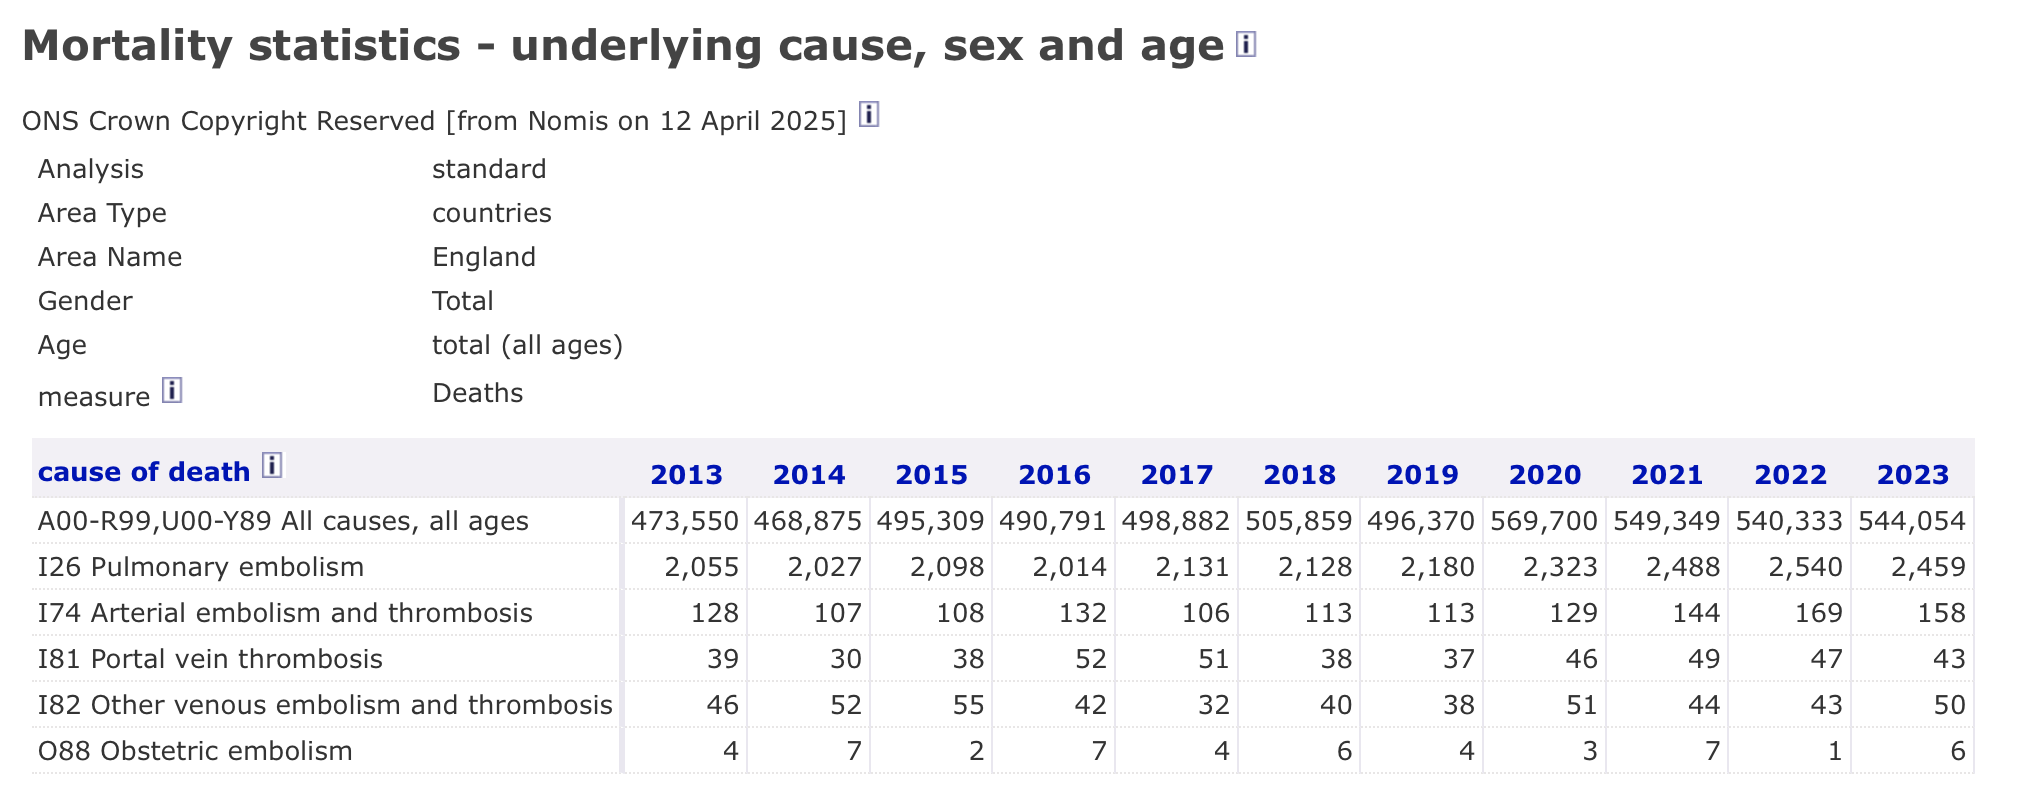 Mortality statistics - underlying cause, sex and age i
ONS Crown Copyright Reserved [from Nomis on 12 April 2025] i
Analysis standard
Area Type countries
Area Name England
Gender Total
Age total (all ages)
measure i Deaths
cause of death i 2013 2014 2015 2016 2017 2018 2019 2020 2021 2022 2023
A00-R99,U00-Y89 All causes, all ages 473,550 468,875 495,309 490,791 498,882 505,859 496,370 569,700 549,349 540,333 544,054
I26 Pulmonary embolism 2,055 2,027 2,098 2,014 2,131 2,128 2,180 2,323 2,488 2,540 2,459
I74 Arterial embolism and thrombosis 128 107 108 132 106 113 113 129 144 169 158
I81 Portal vein thrombosis 39 30 38 52 51 38 37 46 49 47 43
I82 Other venous embolism and thrombosis 46 52 55 42 32 40 38 51 44 43 50
O88 Obstetric embolism 4 7 2 7 4 6 4 3 7 1 6